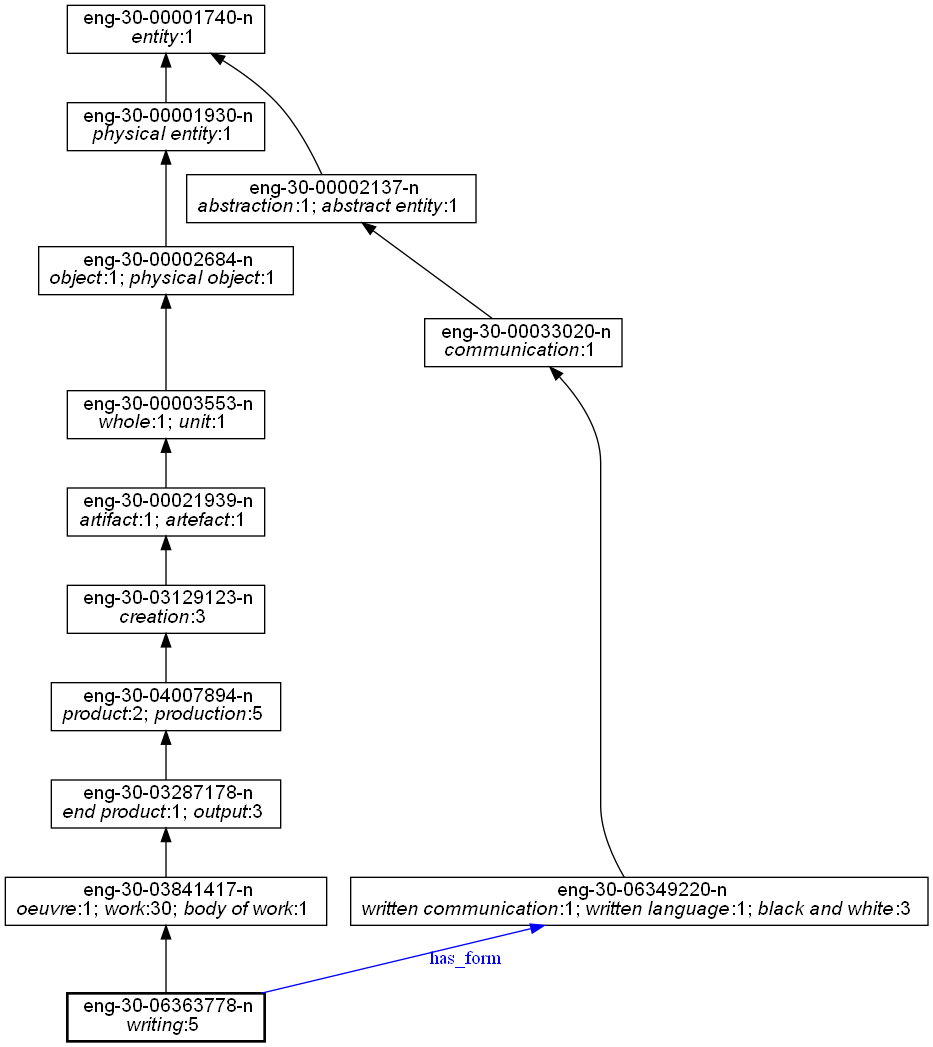 eng-30-00001740-n
entity:1
eng-30-00001930-n
physical entity:1
eng-30-00002137-n
abstraction:1; abstract entity:1
eng-30-00002684-n
object:1; physical object:1
eng-30-00033020-n
communication:1
eng-30-00003553-n
whole:1; unit:1
eng-30-00021939-n
artifact:1; artefact:1
eng-30-03129123-n
creation:3
eng-30-04007894-n
product:2; production:5
eng-30-03287178-n
end product:1; output:3
eng-30-03841417-n
oeuvre:1; work:30; body of work:1
eng-30-06349220-n
written communication:1; written language:1; black and white:3
has_form
eng-30-06363778-n
writing:5